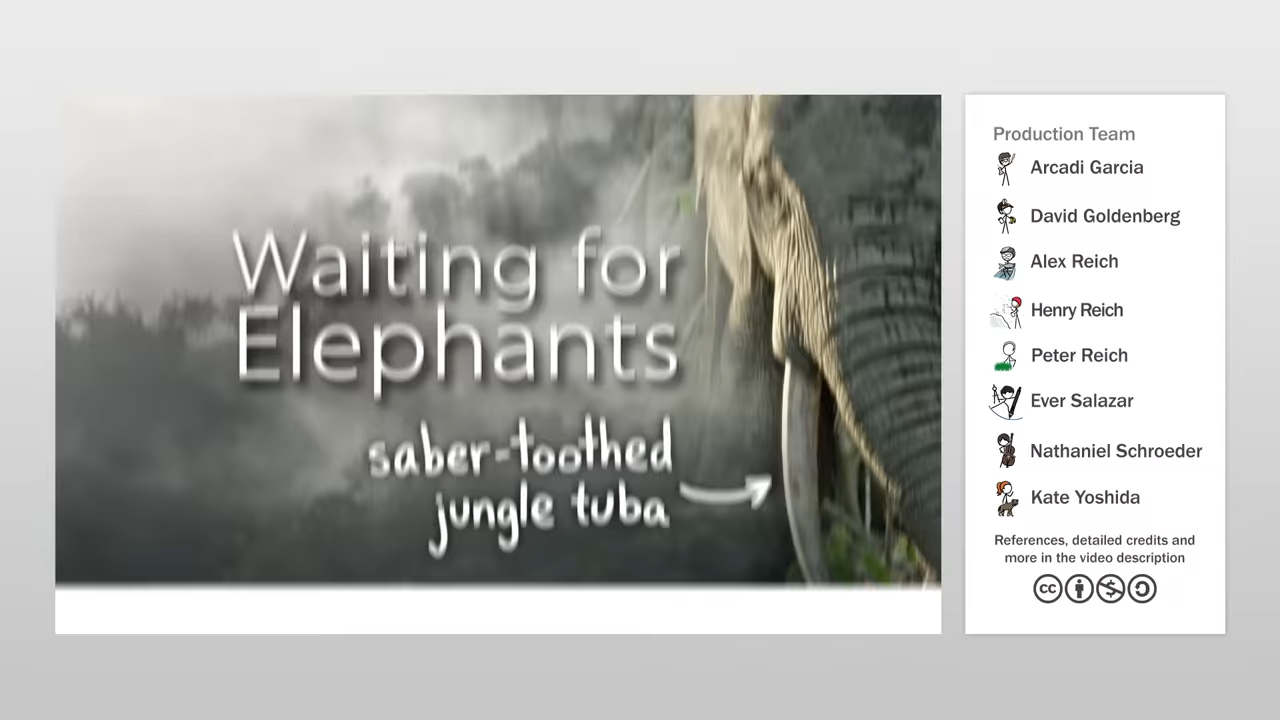 Waiting for
Elephants
saber-toothed
jungle tuba
Production Team
Arcadi Garcia
David Goldenberg
Alex Reich
Henry Reich
Peter Reich
Ever Salazar
Nathaniel Schroeder
Kate Yoshida
References, detailed credits and
more in the video description
cc